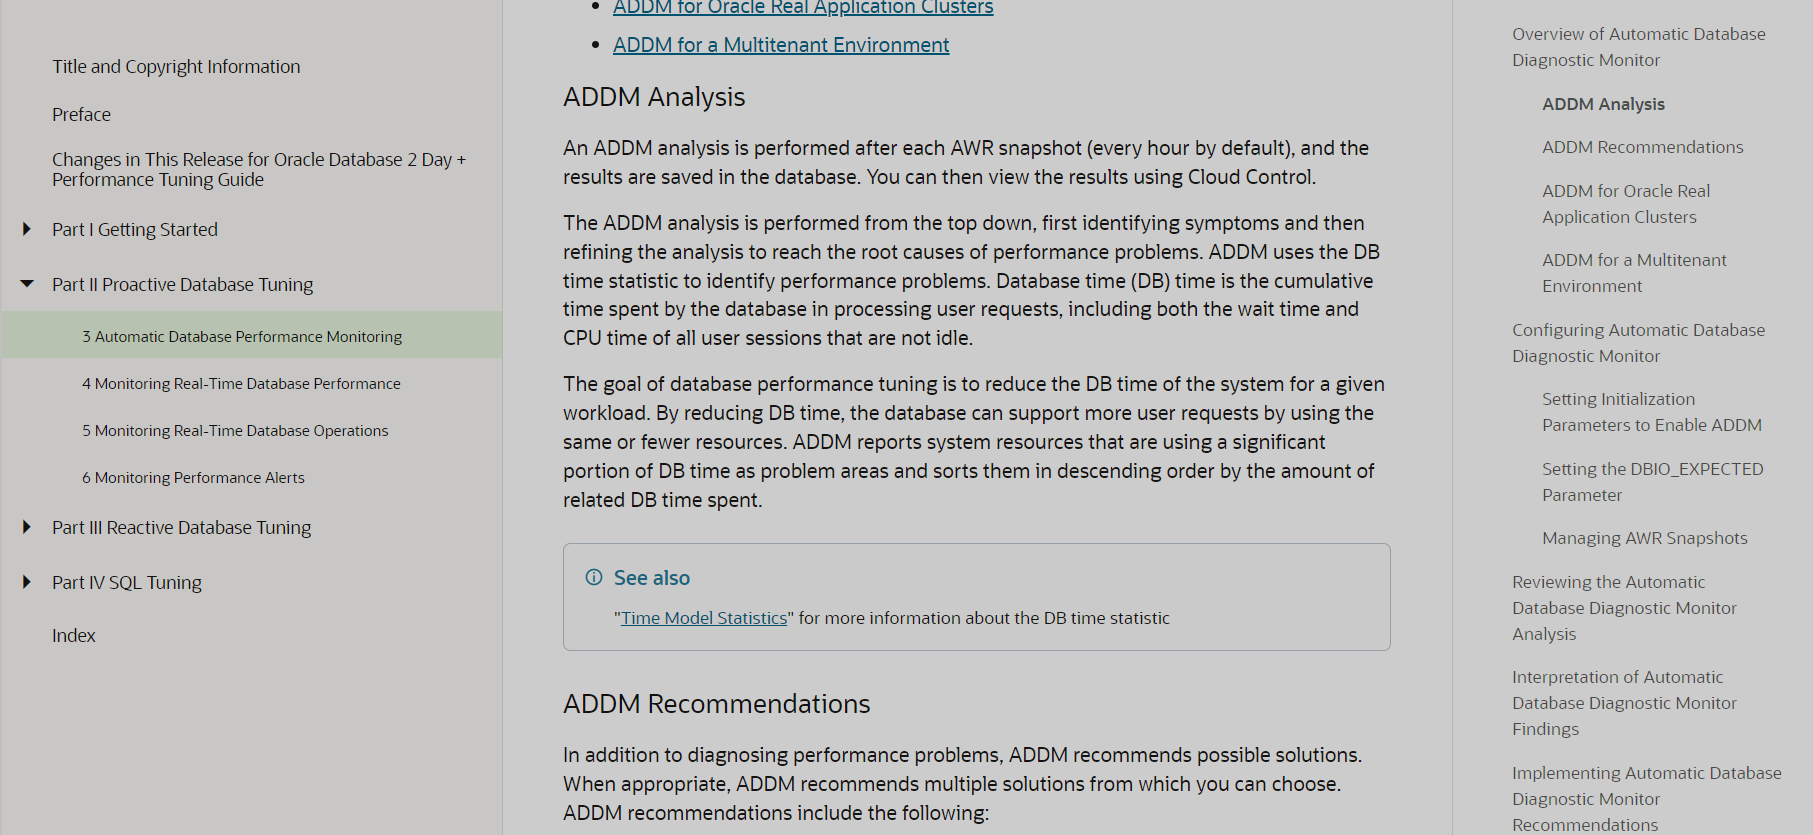 Title and Copyright Information
Preface
Changes in This Release for Oracle Database 2 Day +
Performance Tuning Guide
Part I Getting Started
Part II Proactive Database Tuning
3 Automatic Database Performance Monitoring
4 Monitoring Real-Time Database Performance
5 Monitoring Real-Time Database Operations
6 Monitoring Performance Alerts
Part III Reactive Database Tuning
Part IV SQL Tuning
Index
ADDM for Oracle Real Application Clusters
ADDM for a Multitenant Environment
ADDM Analysis
An ADDM analysis is performed after each AWR snapshot (every hour by default), and the
results are saved in the database. You can then view the results using Cloud Control.
The ADDM analysis is performed from the top down, first identifying symptoms and then
refining the analysis to reach the root causes of performance problems. ADDM uses the DB
time statistic to identify performance problems. Database time (DB) time is the cumulative
time spent by the database in processing user requests, including both the wait time and
CPU time of all user sessions that are not idle.
The goal of database performance tuning is to reduce the DB time of the system for a given
workload. By reducing DB time, the database can support more user requests by using the
same or fewer resources. ADDM reports system resources that are using a significant
portion of DB time as problem areas and sorts them in descending order by the amount of
related DB time spent.
See also
"Time Model Statistics" for more information about the DB time statistic
ADDM Recommendations
In addition to diagnosing performance problems, ADDM recommends possible solutions.
When appropriate, ADDM recommends multiple solutions from which you can choose.
ADDM recommendations include the following:
Overview of Automatic Database
Diagnostic Monitor
ADDM Analysis
ADDM Recommendations
ADDM for Oracle Real
Application Clusters
ADDM for a Multitenant
Environment
Configuring Automatic Database
Diagnostic Monitor
Setting Initialization
Parameters to Enable ADDM
Setting the DBIO_EXPECTED
Parameter
Managing AWR Snapshots
Reviewing the Automatic
Database Diagnostic Monitor
Analysis
Interpretation of Automatic
Database Diagnostic Monitor
Findings
Implementing Automatic Database
Diagnostic Monitor
Recommendations